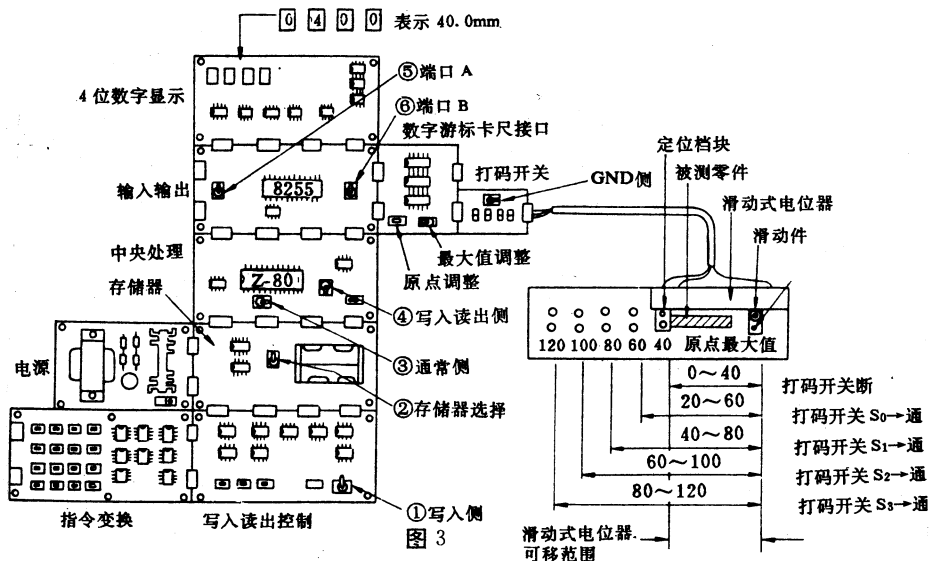 0 4 0 0 表示 40.0mm
⑤端口 A
4 位数字显示
⑥端口 B
数字游标卡尺接口
定位档块
打码开关
被测零件
GND侧
输入输出
8255
滑动式电位器
滑动件
中央处理
最大值调整
Z-80
原点调整
存储器
④写入读出侧
120 100 80 60 40 原点最大值
③通常侧
电源
0～40
打码开关断
②存储器选择
20～60
打码开关 S₀→通
40～80
打码开关 S₁→通
60～100
打码开关 S₂→通
80～120
打码开关 S₃→通
①写入侧
指令变换
写入读出控制
滑动式电位器
可移范围
图 3